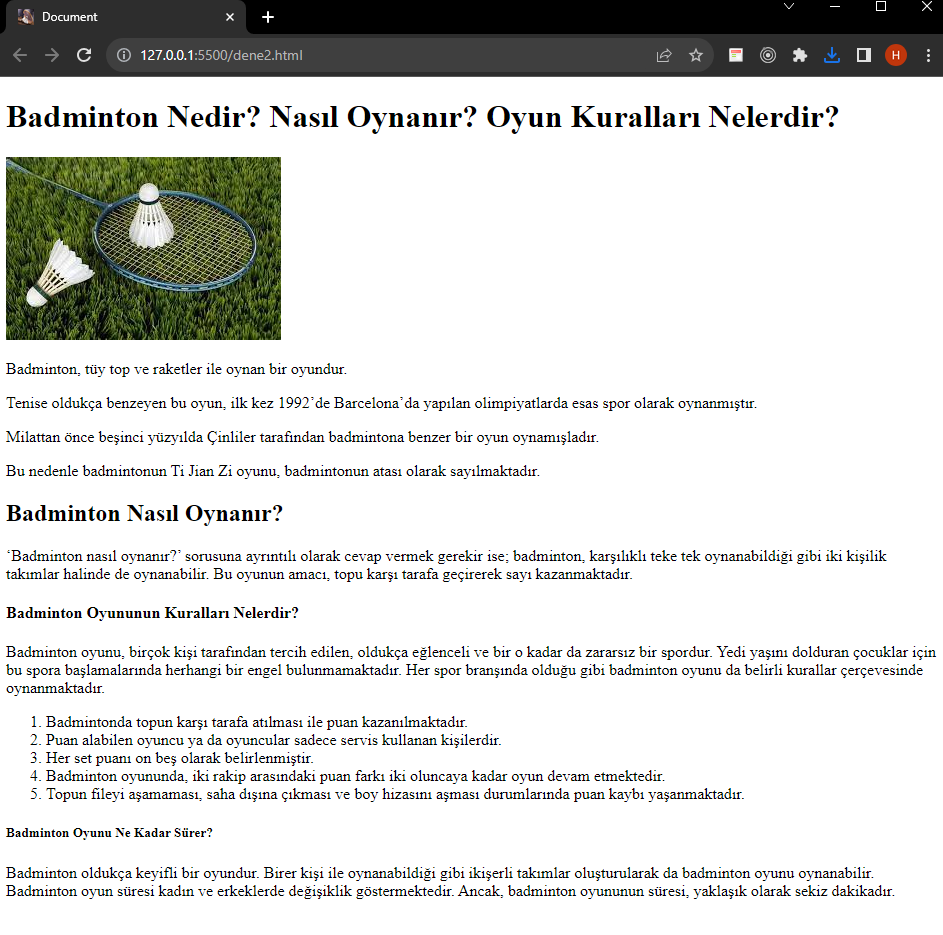 Document
127.0.0.1:5500/dene2.html
H
Badminton Nedir? Nasıl Oynanır? Oyun Kuralları Nelerdir?
Badminton, tüy top ve raketler ile oynan bir oyundur.
Tenise oldukça benzeyen bu oyun, ilk kez 1992’de Barcelona’da yapılan olimpiyatlarda esas spor olarak oynanmıştır.
Milattan önce beşinci yüzyılda Çinliler tarafından badmintona benzer bir oyun oynamışladır.
Bu nedenle badmintonun Ti Jian Zi oyunu, badmintonun atası olarak sayılmaktadır.
Badminton Nasıl Oynanır?
‘Badminton nasıl oynanır?’ sorusuna ayrıntılı olarak cevap vermek gerekir ise; badminton, karşılıklı teke tek oynanabildiği gibi iki kişilik
takımlar halinde de oynanabilir. Bu oyunun amacı, topu karşı tarafa geçirerek sayı kazanmaktadır.
Badminton Oyununun Kuralları Nelerdir?
Badminton oyunu, birçok kişi tarafından tercih edilen, oldukça eğlenceli ve bir o kadar da zararsız bir spordur. Yedi yaşını dolduran çocuklar için
bu spora başlamalarında herhangi bir engel bulunmamaktadır. Her spor branşında olduğu gibi badminton oyunu da belirli kurallar çerçevesinde
oynanmaktadır.
1. Badmintonda topun karşı tarafa atılması ile puan kazanılmaktadır.
2. Puan alabilen oyuncu ya da oyuncular sadece servis kullanan kişilerdir.
3. Her set puanı on beş olarak belirlenmiştir.
4. Badminton oyununda, iki rakip arasındaki puan farkı iki oluncaya kadar oyun devam etmektedir.
5. Topun fileyi aşamaması, saha dışına çıkması ve boy hizasını aşması durumlarında puan kaybı yaşanmaktadır.
Badminton Oyunu Ne Kadar Sürer?
Badminton oldukça keyifli bir oyundur. Birer kişi ile oynanabildiği gibi ikişerli takımlar oluşturularak da badminton oyunu oynanabilir.
Badminton oyun süresi kadın ve erkeklerde değişiklik göstermektedir. Ancak, badminton oyununun süresi, yaklaşık olarak sekiz dakikadır.